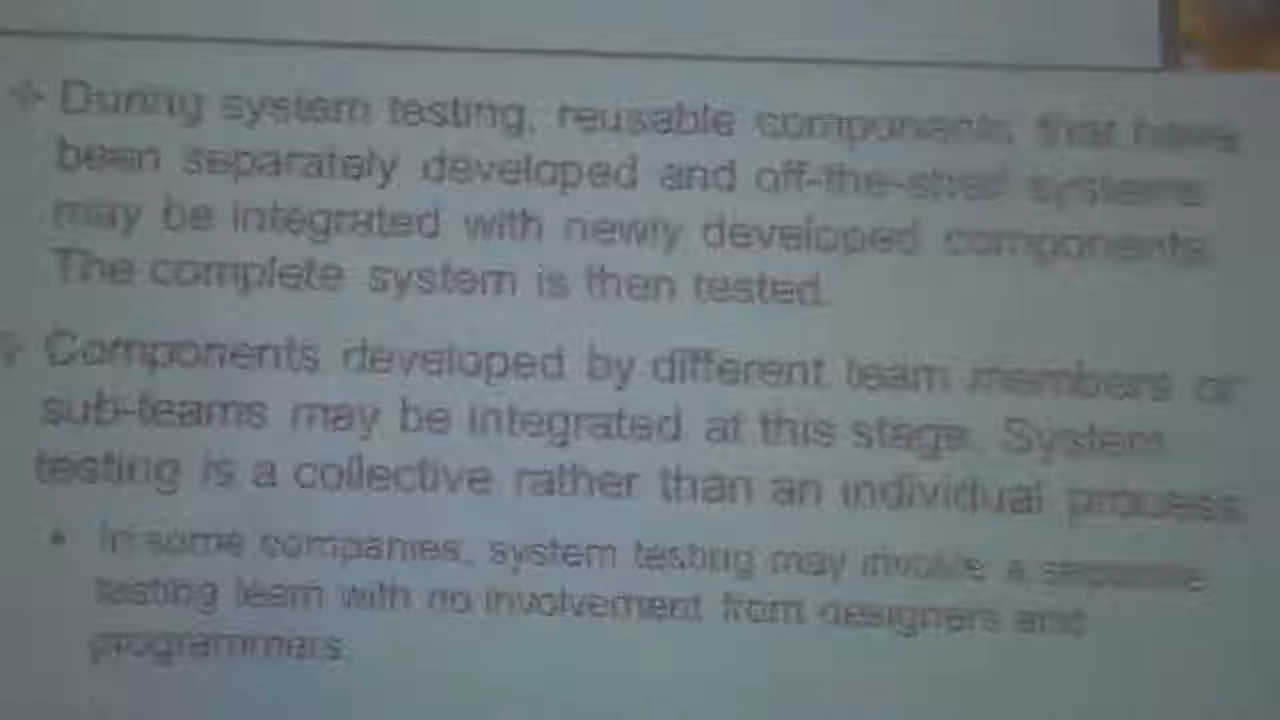 During system testing, reusable components that have
been separately developed and off-the-shelf systems
may be integrated with newly developed components.
The complete system is then tested.
Components developed by different team members or
sub-teams may be integrated at this stage. System
testing is a collective rather than an individual process.
In some companies, system testing may involve a separate
testing team with no involvement from designers and
programmers.